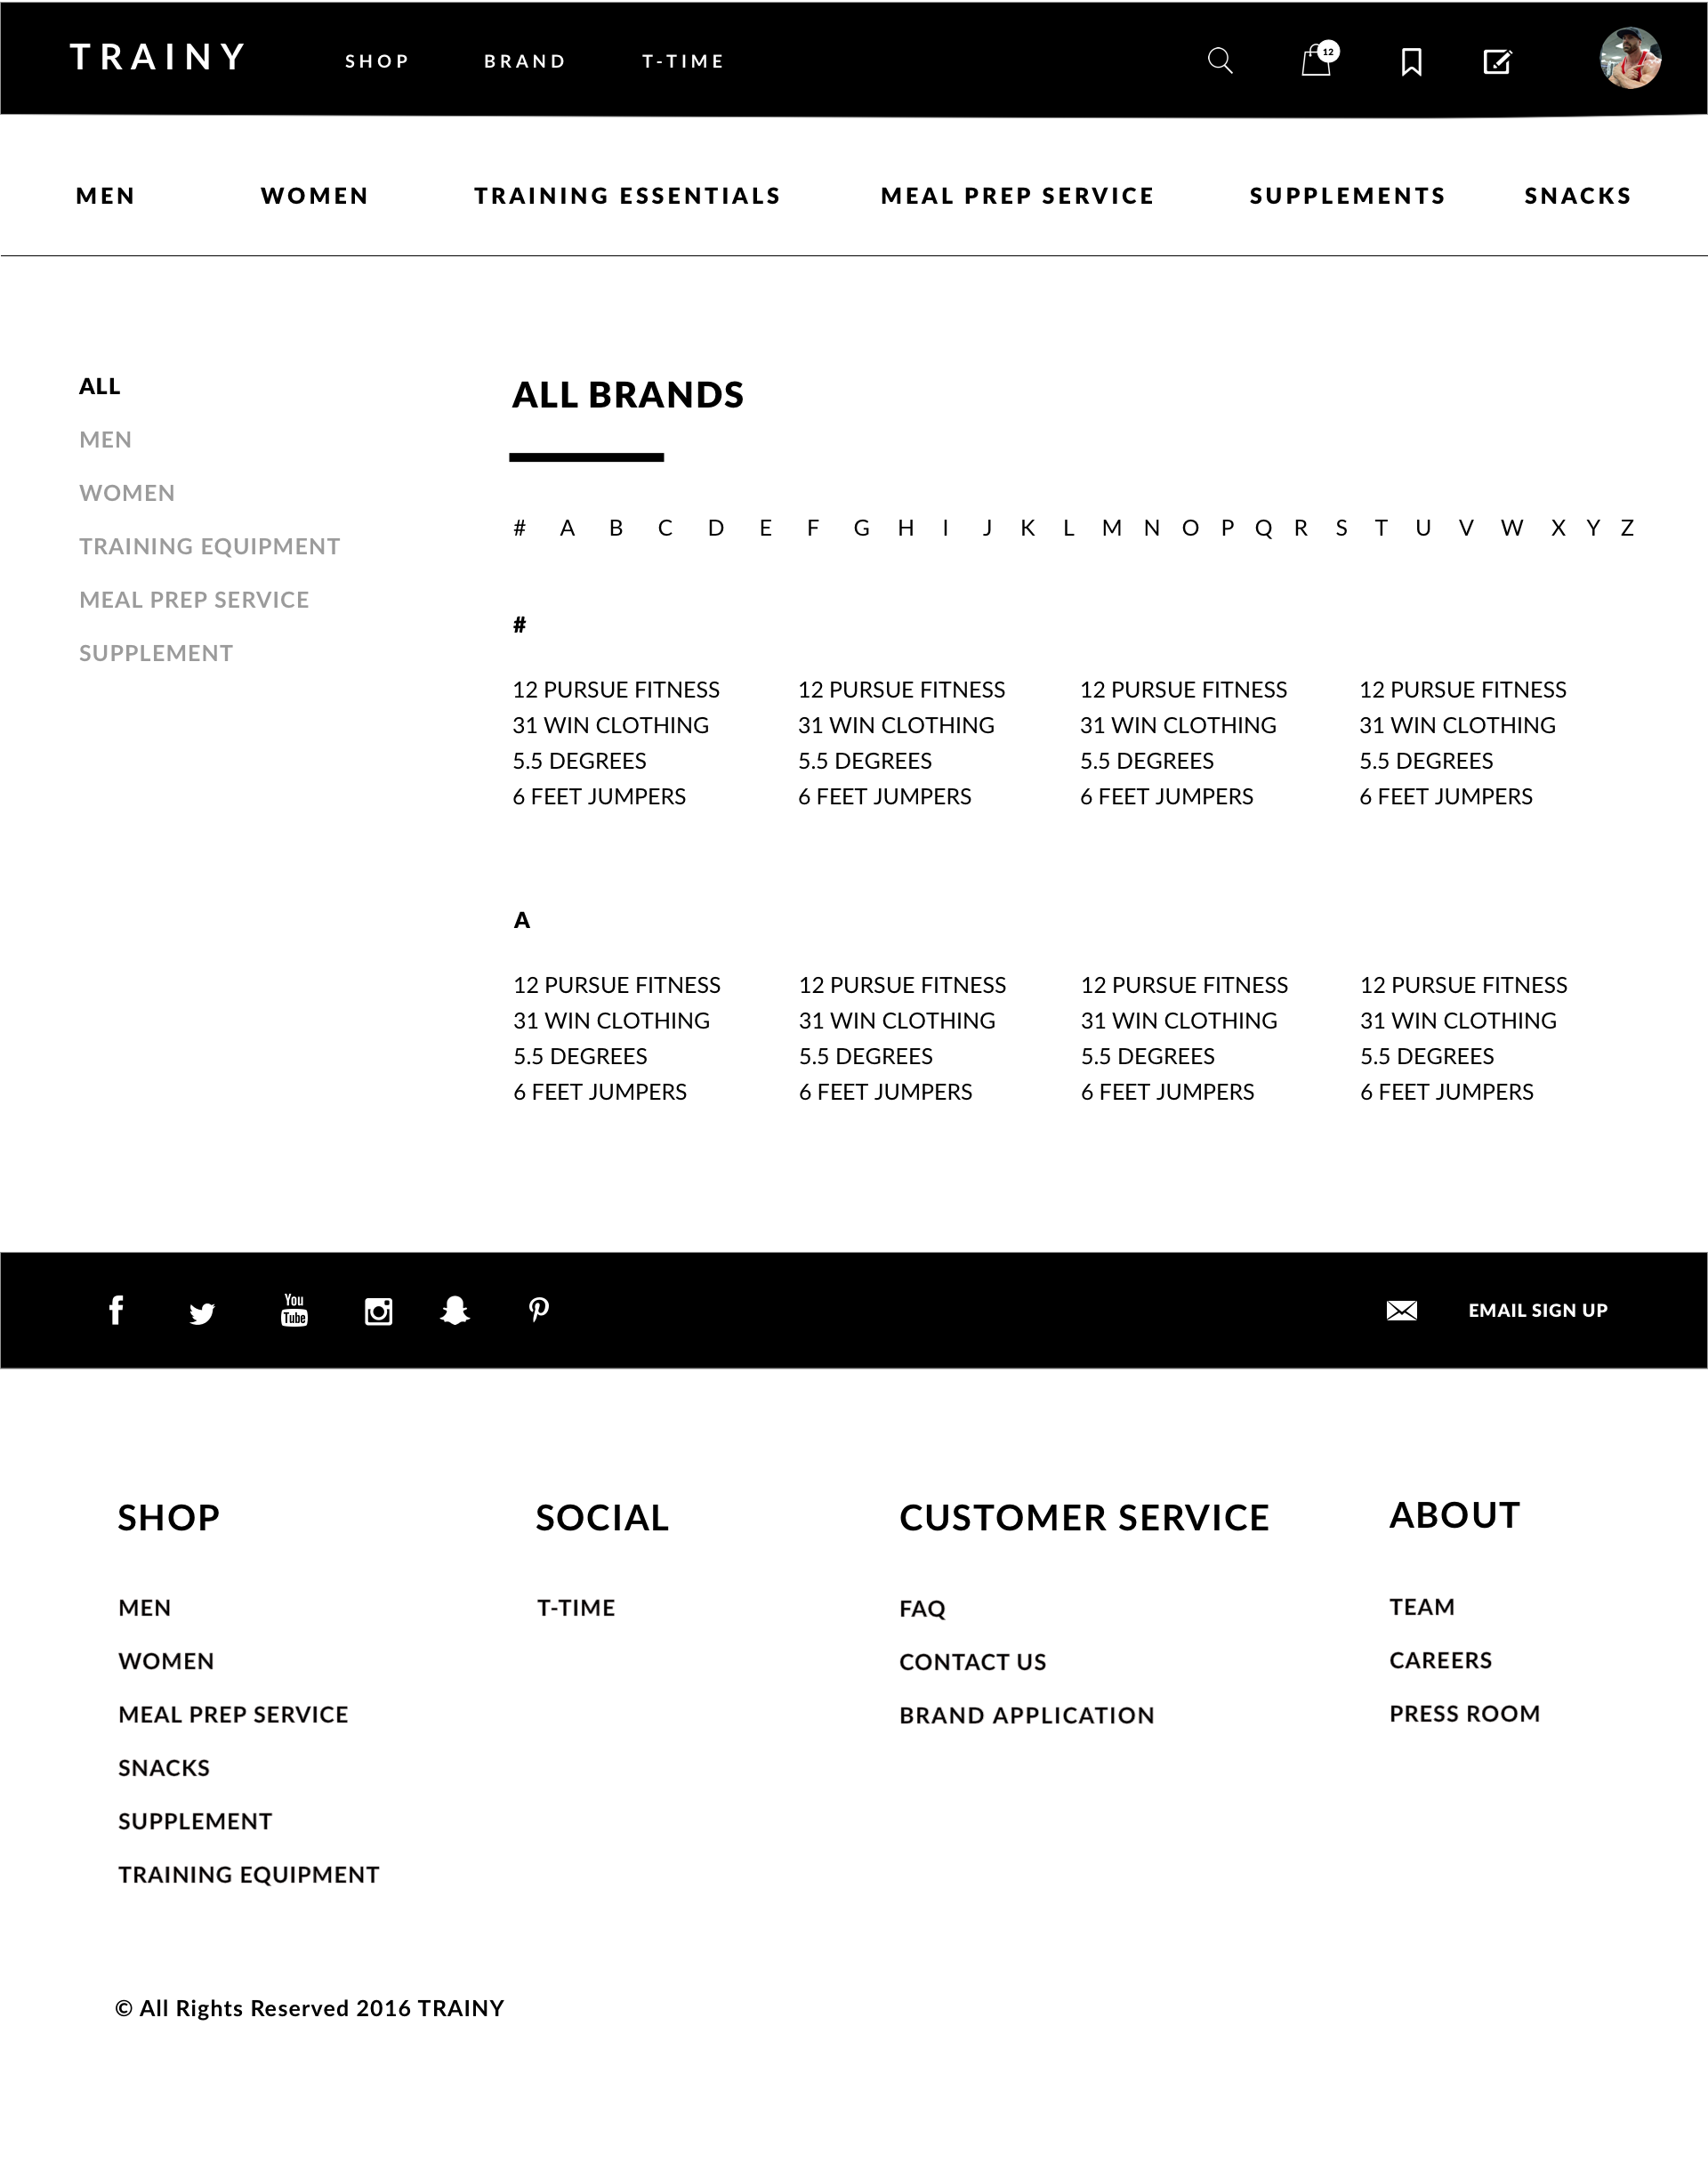 TRAINY SHOP BRAND T-TIME 12
MEN WOMEN TRAINING ESSENTIALS MEAL PREP SERVICE SUPPLEMENTS SNACKS
ALL
MEN
WOMEN
TRAINING EQUIPMENT
MEAL PREP SERVICE
SUPPLEMENT
ALL BRANDS
# A B C D E F G H I J K L M N O P Q R S T U V W X Y Z
#
12 PURSUE FITNESS 12 PURSUE FITNESS 12 PURSUE FITNESS 12 PURSUE FITNESS
31 WIN CLOTHING 31 WIN CLOTHING 31 WIN CLOTHING 31 WIN CLOTHING
5.5 DEGREES 5.5 DEGREES 5.5 DEGREES 5.5 DEGREES
6 FEET JUMPERS 6 FEET JUMPERS 6 FEET JUMPERS 6 FEET JUMPERS
A
12 PURSUE FITNESS 12 PURSUE FITNESS 12 PURSUE FITNESS 12 PURSUE FITNESS
31 WIN CLOTHING 31 WIN CLOTHING 31 WIN CLOTHING 31 WIN CLOTHING
5.5 DEGREES 5.5 DEGREES 5.5 DEGREES 5.5 DEGREES
6 FEET JUMPERS 6 FEET JUMPERS 6 FEET JUMPERS 6 FEET JUMPERS
You
Tube
EMAIL SIGN UP
SHOP
MEN
WOMEN
MEAL PREP SERVICE
SNACKS
SUPPLEMENT
TRAINING EQUIPMENT
SOCIAL
T-TIME
CUSTOMER SERVICE
FAQ
CONTACT US
BRAND APPLICATION
ABOUT
TEAM
CAREERS
PRESS ROOM
© All Rights Reserved 2016 TRAINY